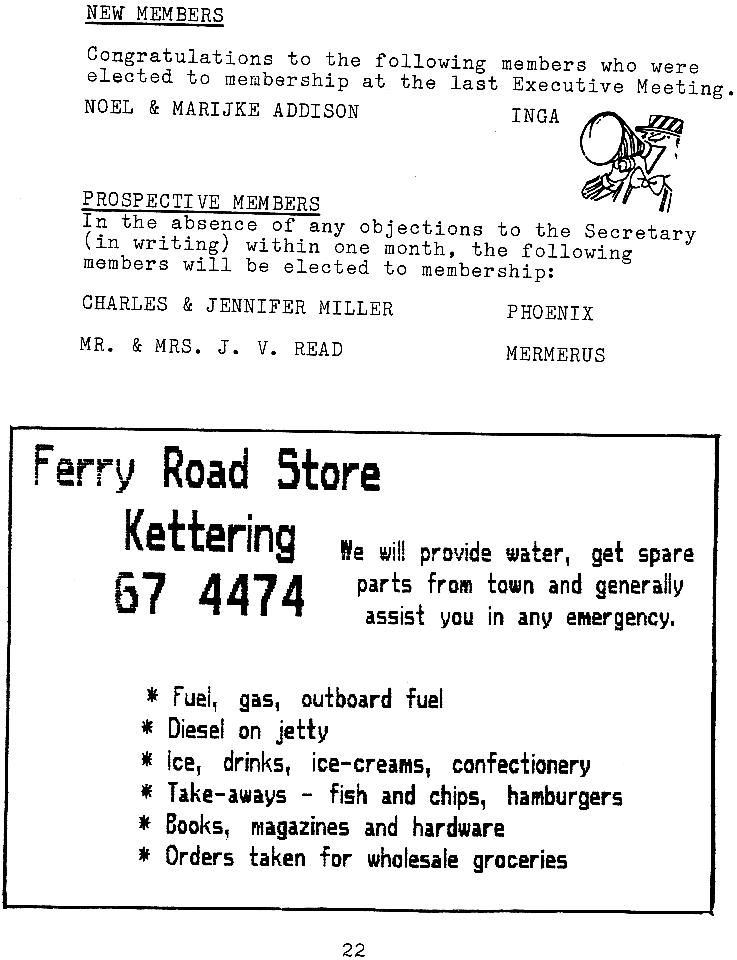 NEW MEMBERS
Congratulations to the following members who were
elected to membership at the last Executive Meeting.
NOEL & MARIJKE ADDISON INGA
PROSPECTIVE MEMBERS
In the absence of any objections to the Secretary
(in writing) within one month, the following
members will be elected to membership:
CHARLES & JENNIFER MILLER PHOENIX
MR. & MRS. J. V. READ MERMERUS
Ferry Road Store
Kettering
67 4474
We will provide water, get spare
parts from town and generally
assist you in any emergency.
* Fuel, gas, outboard fuel
* Diesel on jetty
* Ice, drinks, ice-creams, confectionery
* Take-aways - fish and chips, hamburgers
* Books, magazines and hardware
* Orders taken for wholesale groceries
22